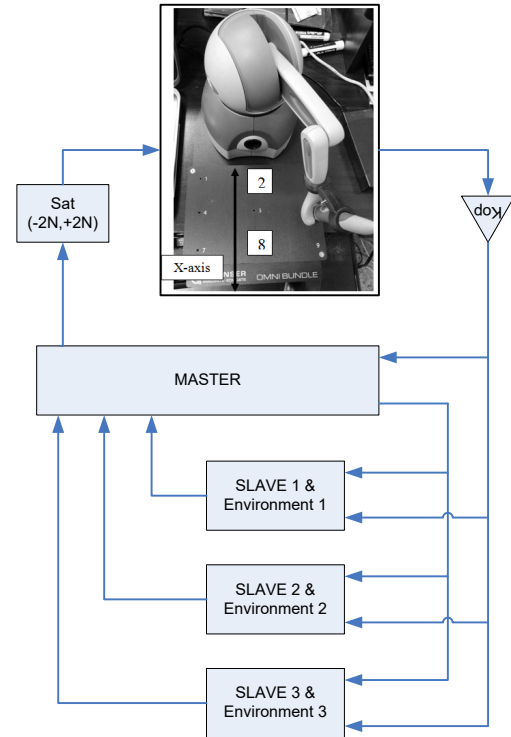 2
8
X-axis
OMNI BUNDLE
Sat
(-2N,+2N)
Kop
MASTER
SLAVE 1 &
Environment 1
SLAVE 2 &
Environment 2
SLAVE 3 &
Environment 3